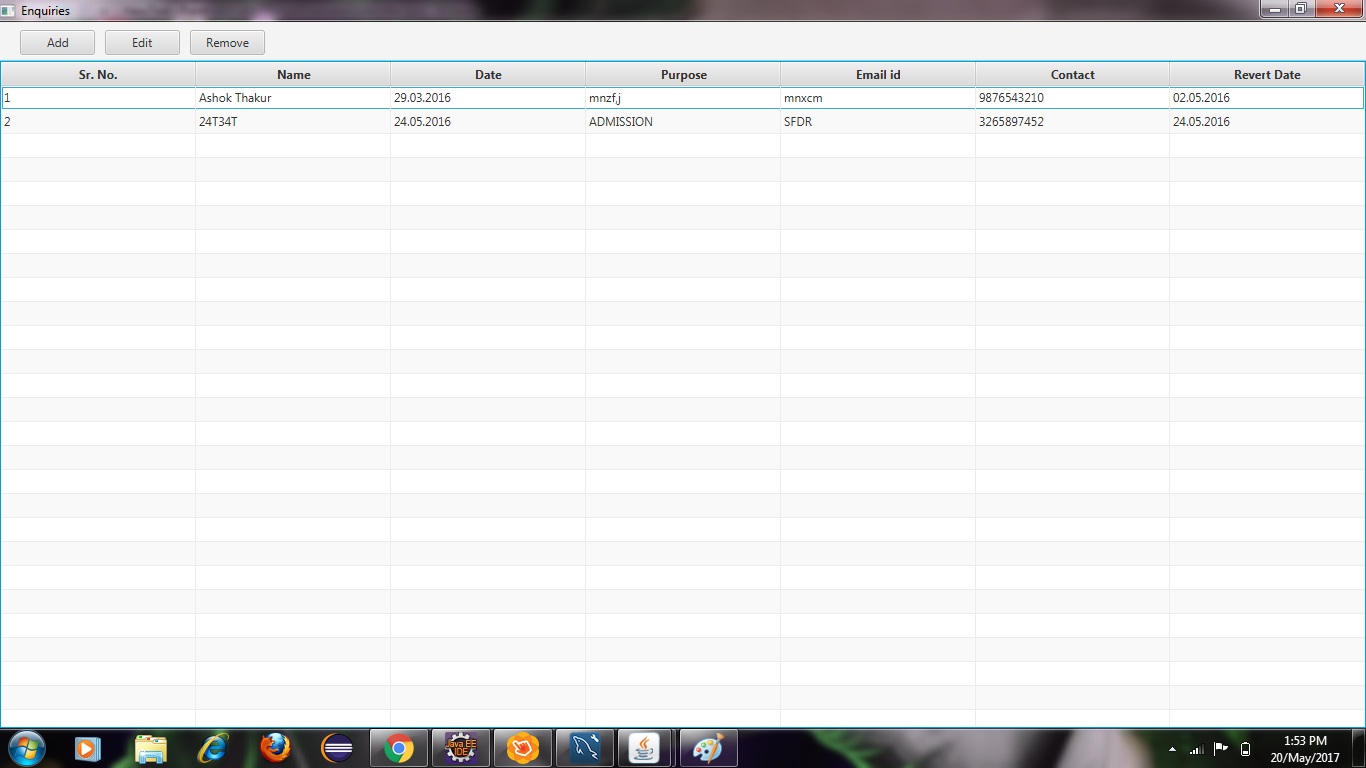 Enquiries
Add Edit Remove
Sr. No. Name Date Purpose Email id Contact Revert Date
1 Ashok Thakur 29.03.2016 mnzf,j mnxcm 9876543210 02.05.2016
2 24T34T 24.05.2016 ADMISSION SFDR 3265897452 24.05.2016
Java EE
IDE
1:53 PM
20/May/2017